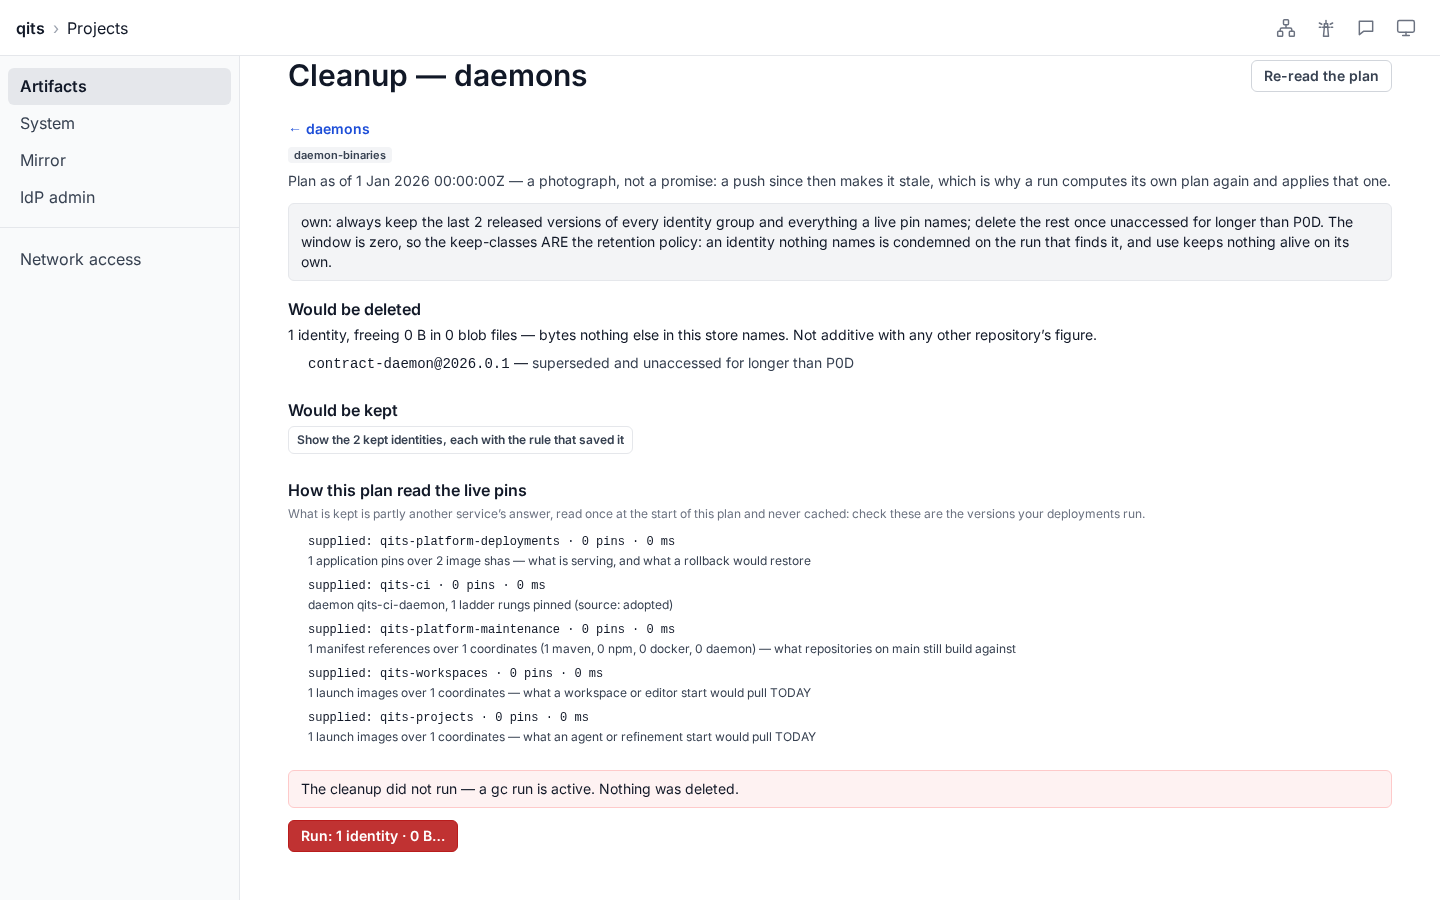 qits › Projects
Artifacts
System
Mirror
IdP admin
Network access
Cleanup — daemons
Re-read the plan
← daemons
daemon-binaries
Plan as of 1 Jan 2026 00:00:00Z — a photograph, not a promise: a push since then makes it stale, which is why a run computes its own plan again and applies that one.
own: always keep the last 2 released versions of every identity group and everything a live pin names; delete the rest once unaccessed for longer than P0D. The
window is zero, so the keep-classes ARE the retention policy: an identity nothing names is condemned on the run that finds it, and use keeps nothing alive on its
own.
Would be deleted
1 identity, freeing 0 B in 0 blob files — bytes nothing else in this store names. Not additive with any other repository’s figure.
contract-daemon@2026.0.1 — superseded and unaccessed for longer than P0D
Would be kept
Show the 2 kept identities, each with the rule that saved it
How this plan read the live pins
What is kept is partly another service’s answer, read once at the start of this plan and never cached: check these are the versions your deployments run.
supplied: qits-platform-deployments · 0 pins · 0 ms
1 application pins over 2 image shas — what is serving, and what a rollback would restore
supplied: qits-ci · 0 pins · 0 ms
daemon qits-ci-daemon, 1 ladder rungs pinned (source: adopted)
supplied: qits-platform-maintenance · 0 pins · 0 ms
1 manifest references over 1 coordinates (1 maven, 0 npm, 0 docker, 0 daemon) — what repositories on main still build against
supplied: qits-workspaces · 0 pins · 0 ms
1 launch images over 1 coordinates — what a workspace or editor start would pull TODAY
supplied: qits-projects · 0 pins · 0 ms
1 launch images over 1 coordinates — what an agent or refinement start would pull TODAY
The cleanup did not run — a gc run is active. Nothing was deleted.
Run: 1 identity · 0 B…